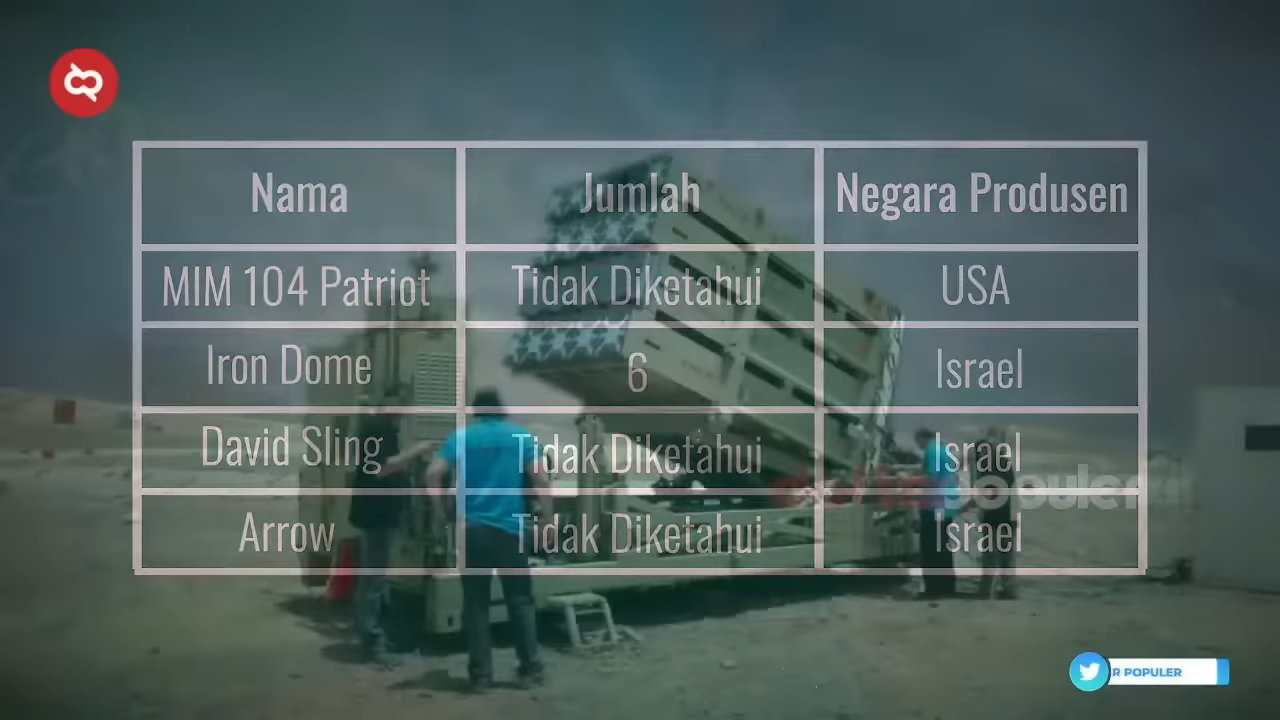 Nama Jumlah Negara Produsen
MIM 104 Patriot Tidak Diketahui USA
Iron Dome 6 Israel
David Sling Tidak Diketahui Israel
Arrow Tidak Diketahui Israel
populer
R POPULER